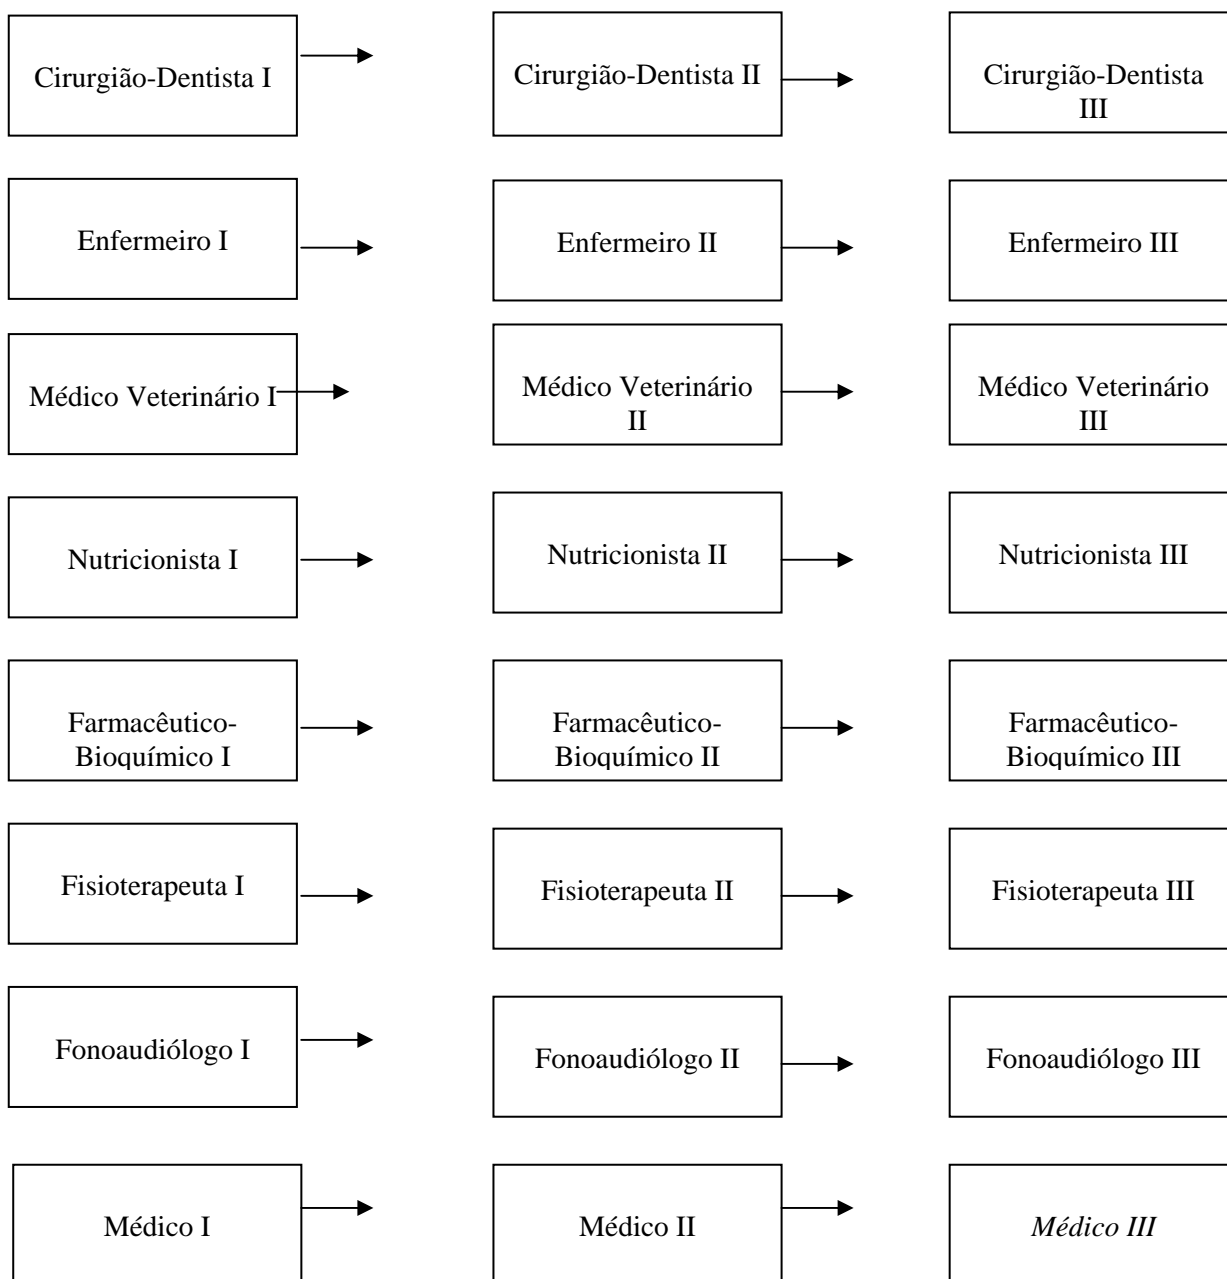 Cirurgião-Dentista I
Cirurgião-Dentista II
Cirurgião-Dentista
III
Enfermeiro I
Enfermeiro II
Enfermeiro III
Médico Veterinário I
Médico Veterinário
II
Médico Veterinário
III
Nutricionista I
Nutricionista II
Nutricionista III
Farmacêutico-
Bioquímico I
Farmacêutico-
Bioquímico II
Farmacêutico-
Bioquímico III
Fisioterapeuta I
Fisioterapeuta II
Fisioterapeuta III
Fonoaudiólogo I
Fonoaudiólogo II
Fonoaudiólogo III
Médico I
Médico II
Médico III